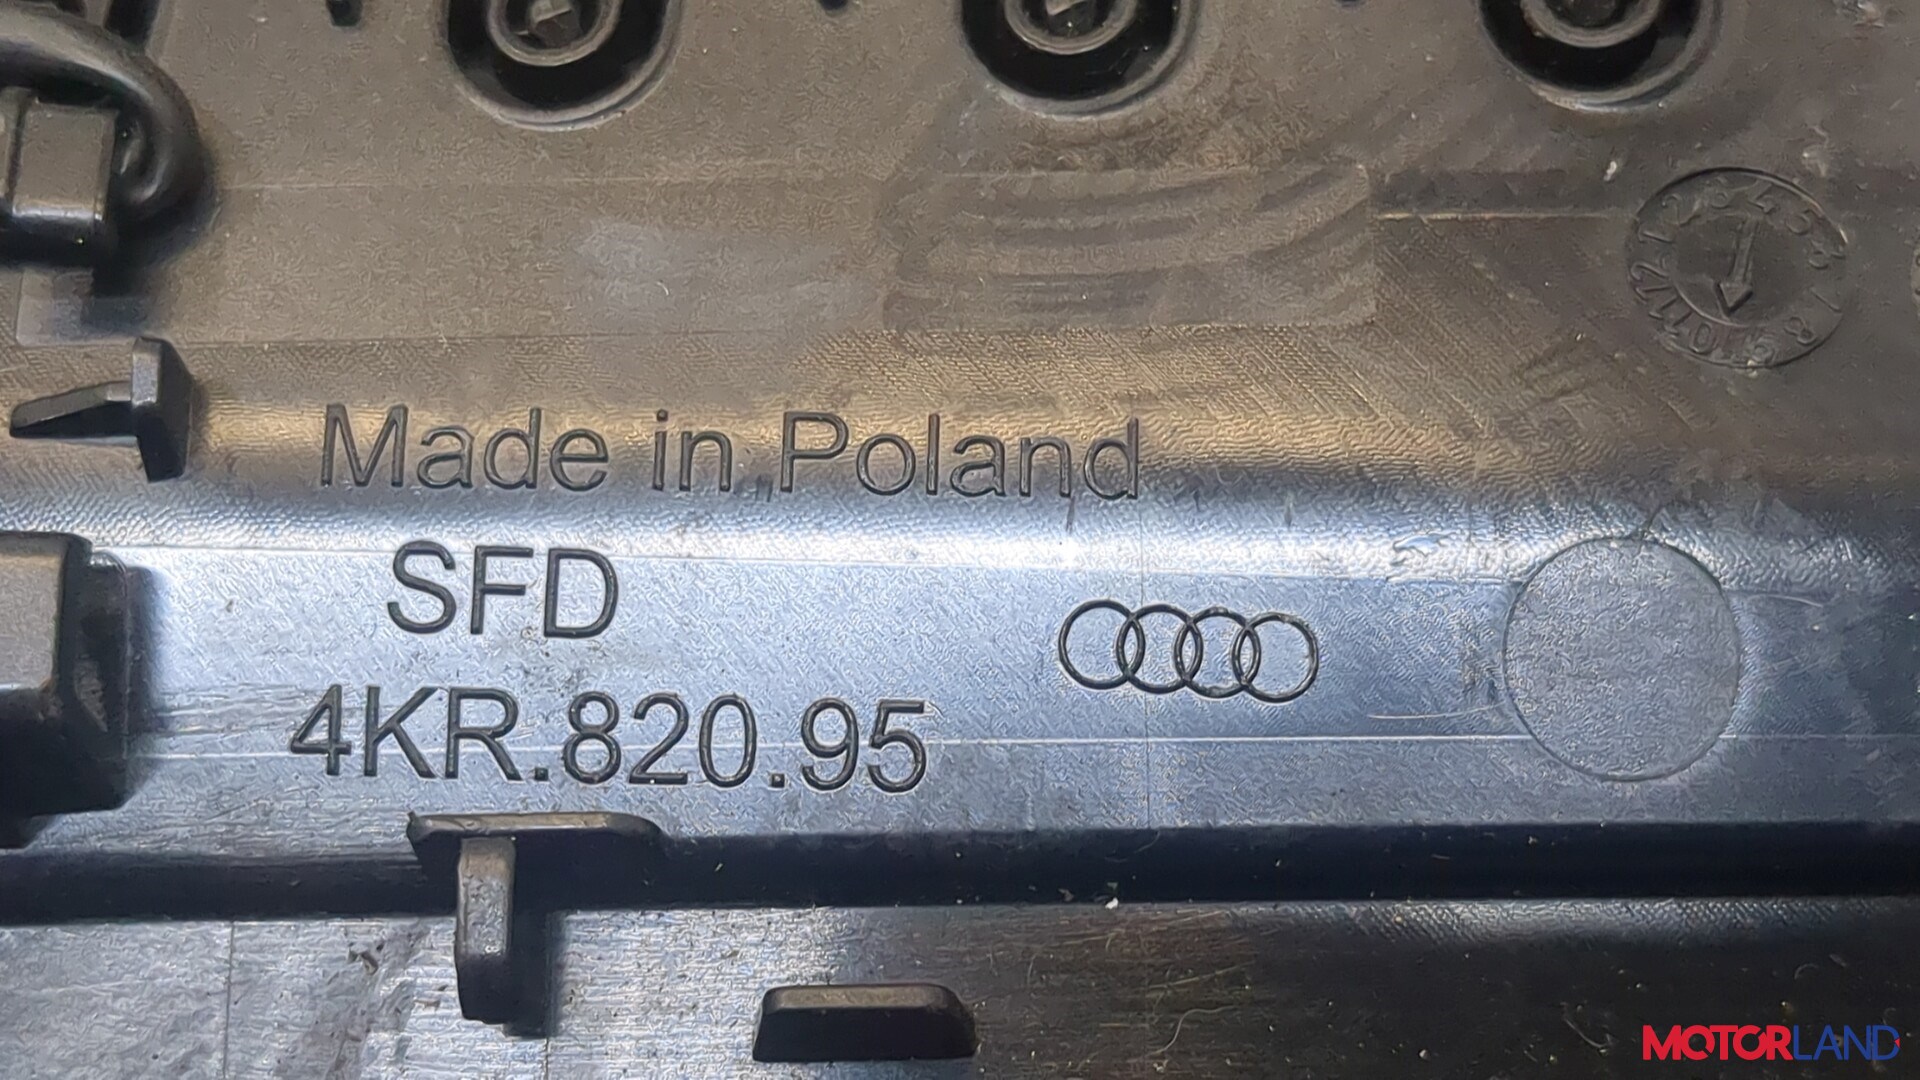 Made in Poland
SFD
4KR.820.95
MOTORLAND